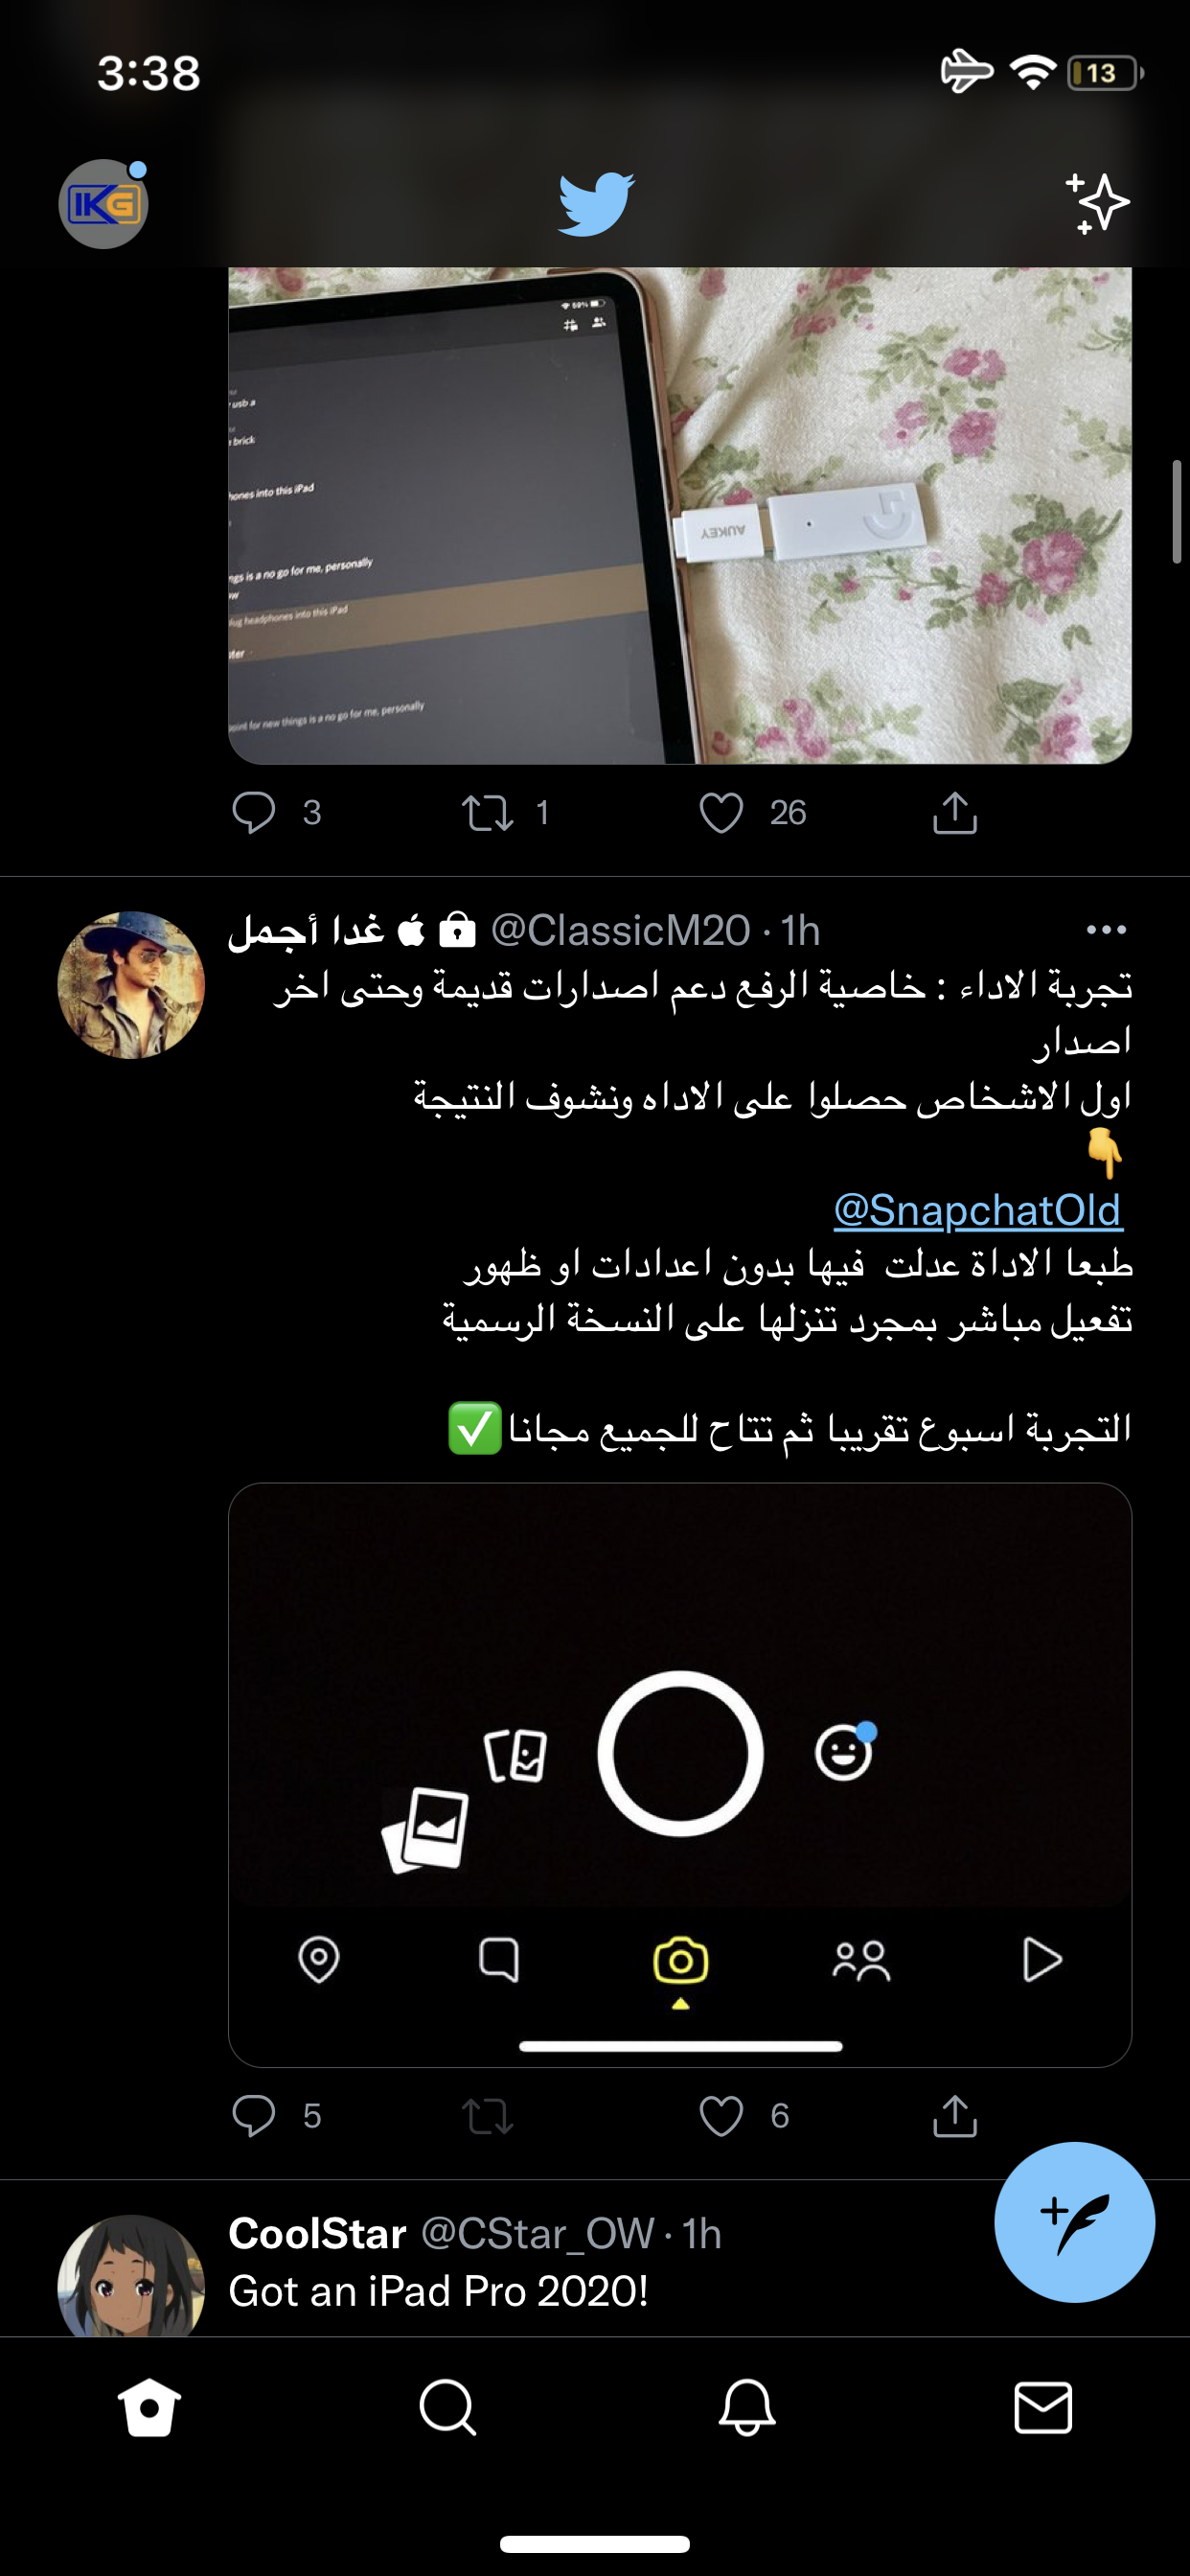 3:38
13
IKG
59%
usb a
brick
hones into this iPad
ngs is a no go for me, personally
lug headphones into this iPad
point for new things is a no go for me, personally
AUKEY
3
1
26
غدا أجمل @ClassicM20 · 1h
تجربة الاداء : خاصية الرفع دعم اصدارات قديمة وحتى اخر
اصدار
اول الاشخاص حصلوا على الاداه ونشوف النتيجة
👇
@SnapchatOld
طبعا الاداة عدلت فيها بدون اعدادات او ظهور
تفعيل مباشر بمجرد تنزلها على النسخة الرسمية
التجربة اسبوع تقريبا ثم تتاح للجميع مجانا ✅
5
6
CoolStar @CStar_OW · 1h
Got an iPad Pro 2020!